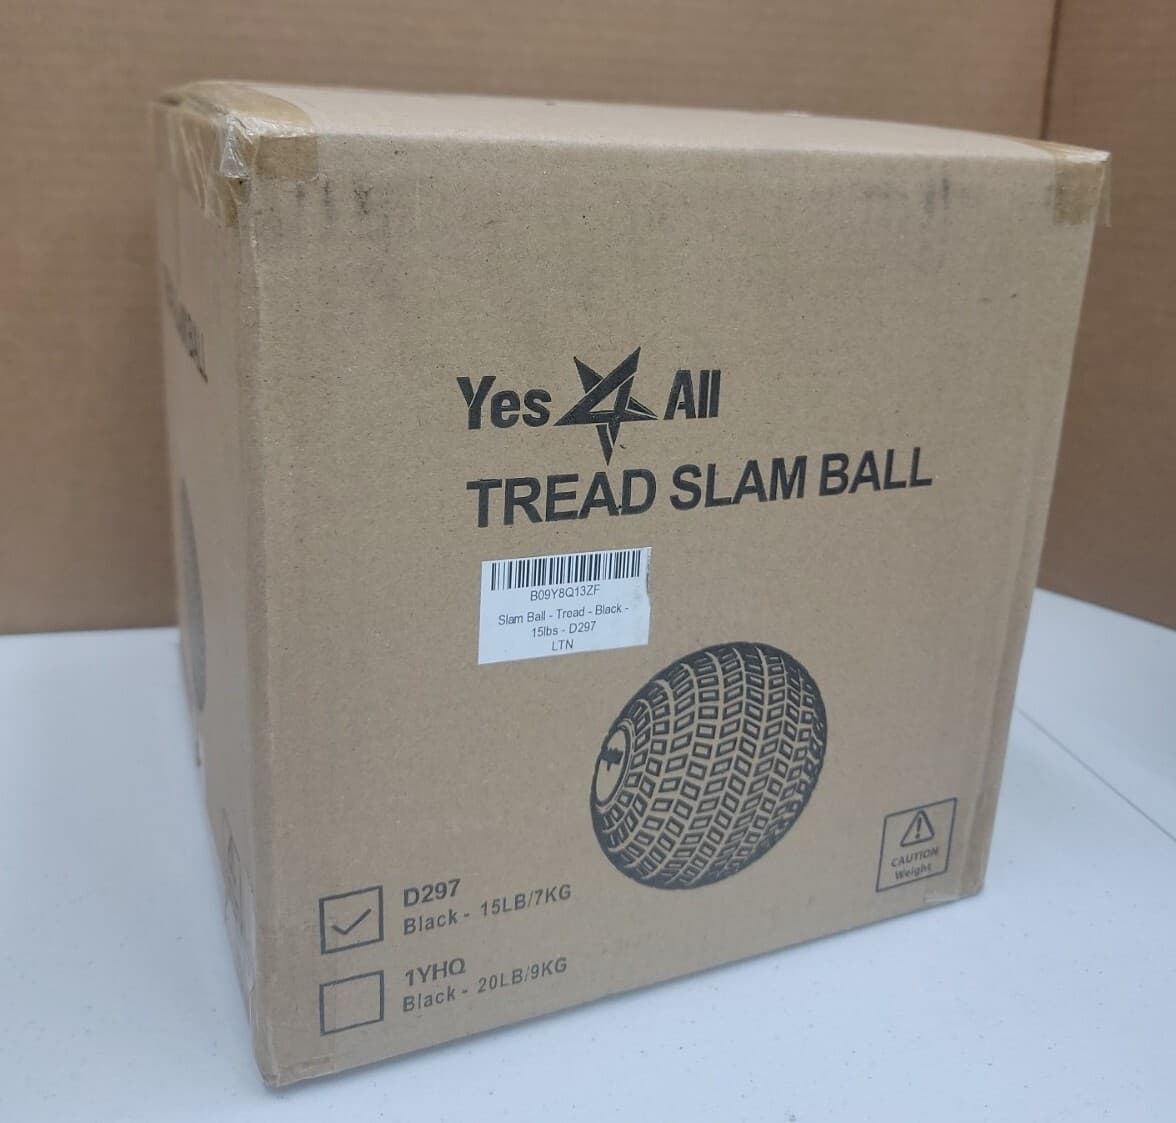 Yes 4 All
TREAD SLAM BALL
B09Y8Q13ZF
Slam Ball - Tread - Black -
15lbs - D297
LTN
D297
Black - 15LB/7KG
1YHQ
Black - 20LB/9KG
CAUTION
Weight
BALL